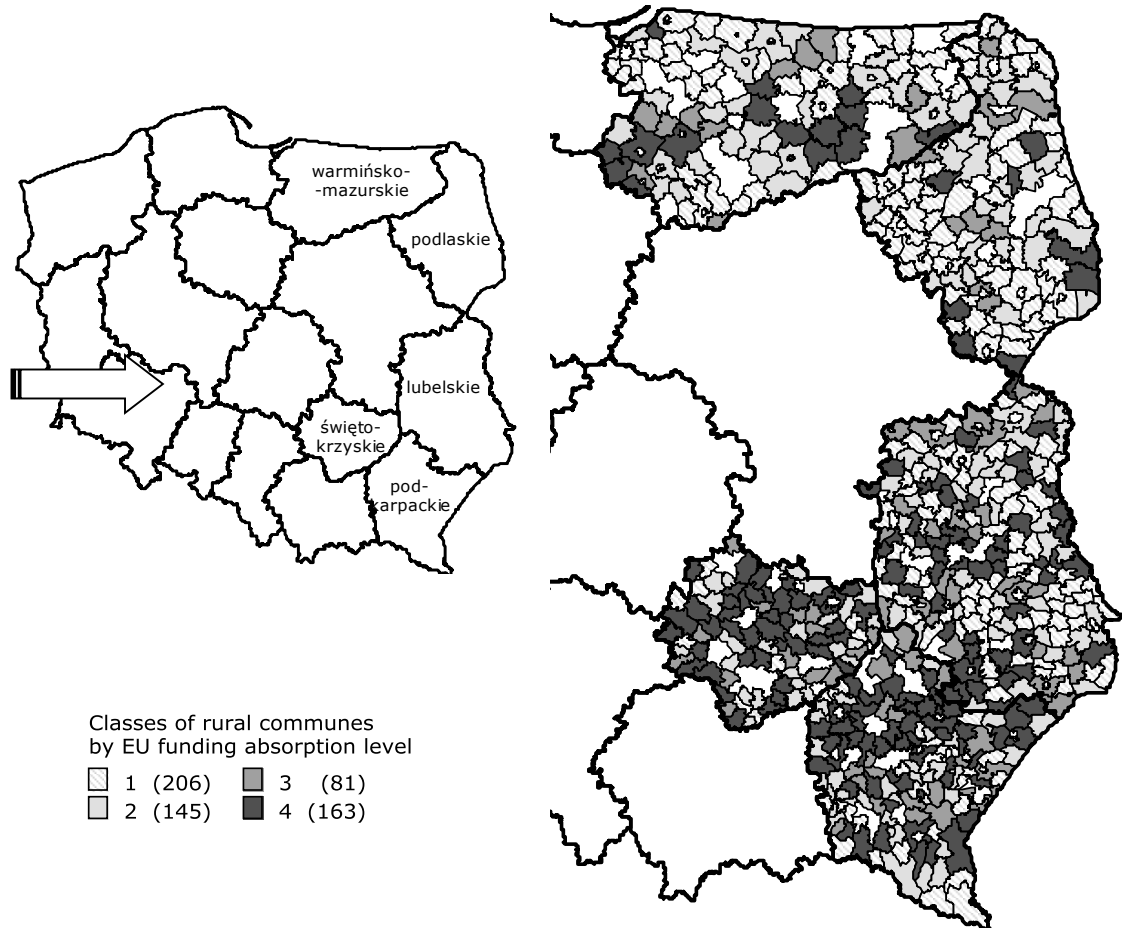 warmińsko-
-mazurskie
podlaskie
lubelskie
święto-
krzyskie
pod-
karpackie
Classes of rural communes
by EU funding absorption level
1 (206) 3 (81)
2 (145) 4 (163)